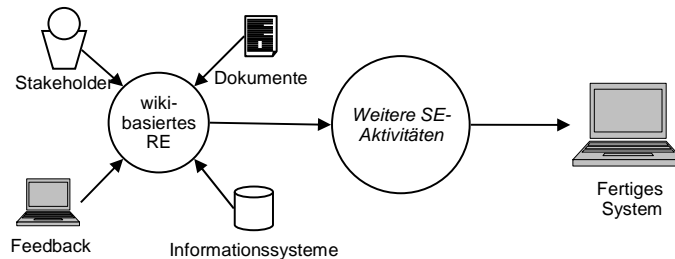 Stakeholder
Dokumente
wiki-
basiertes
RE
Weitere SE-
Aktivitäten
Fertiges
System
Feedback
Informationssysteme